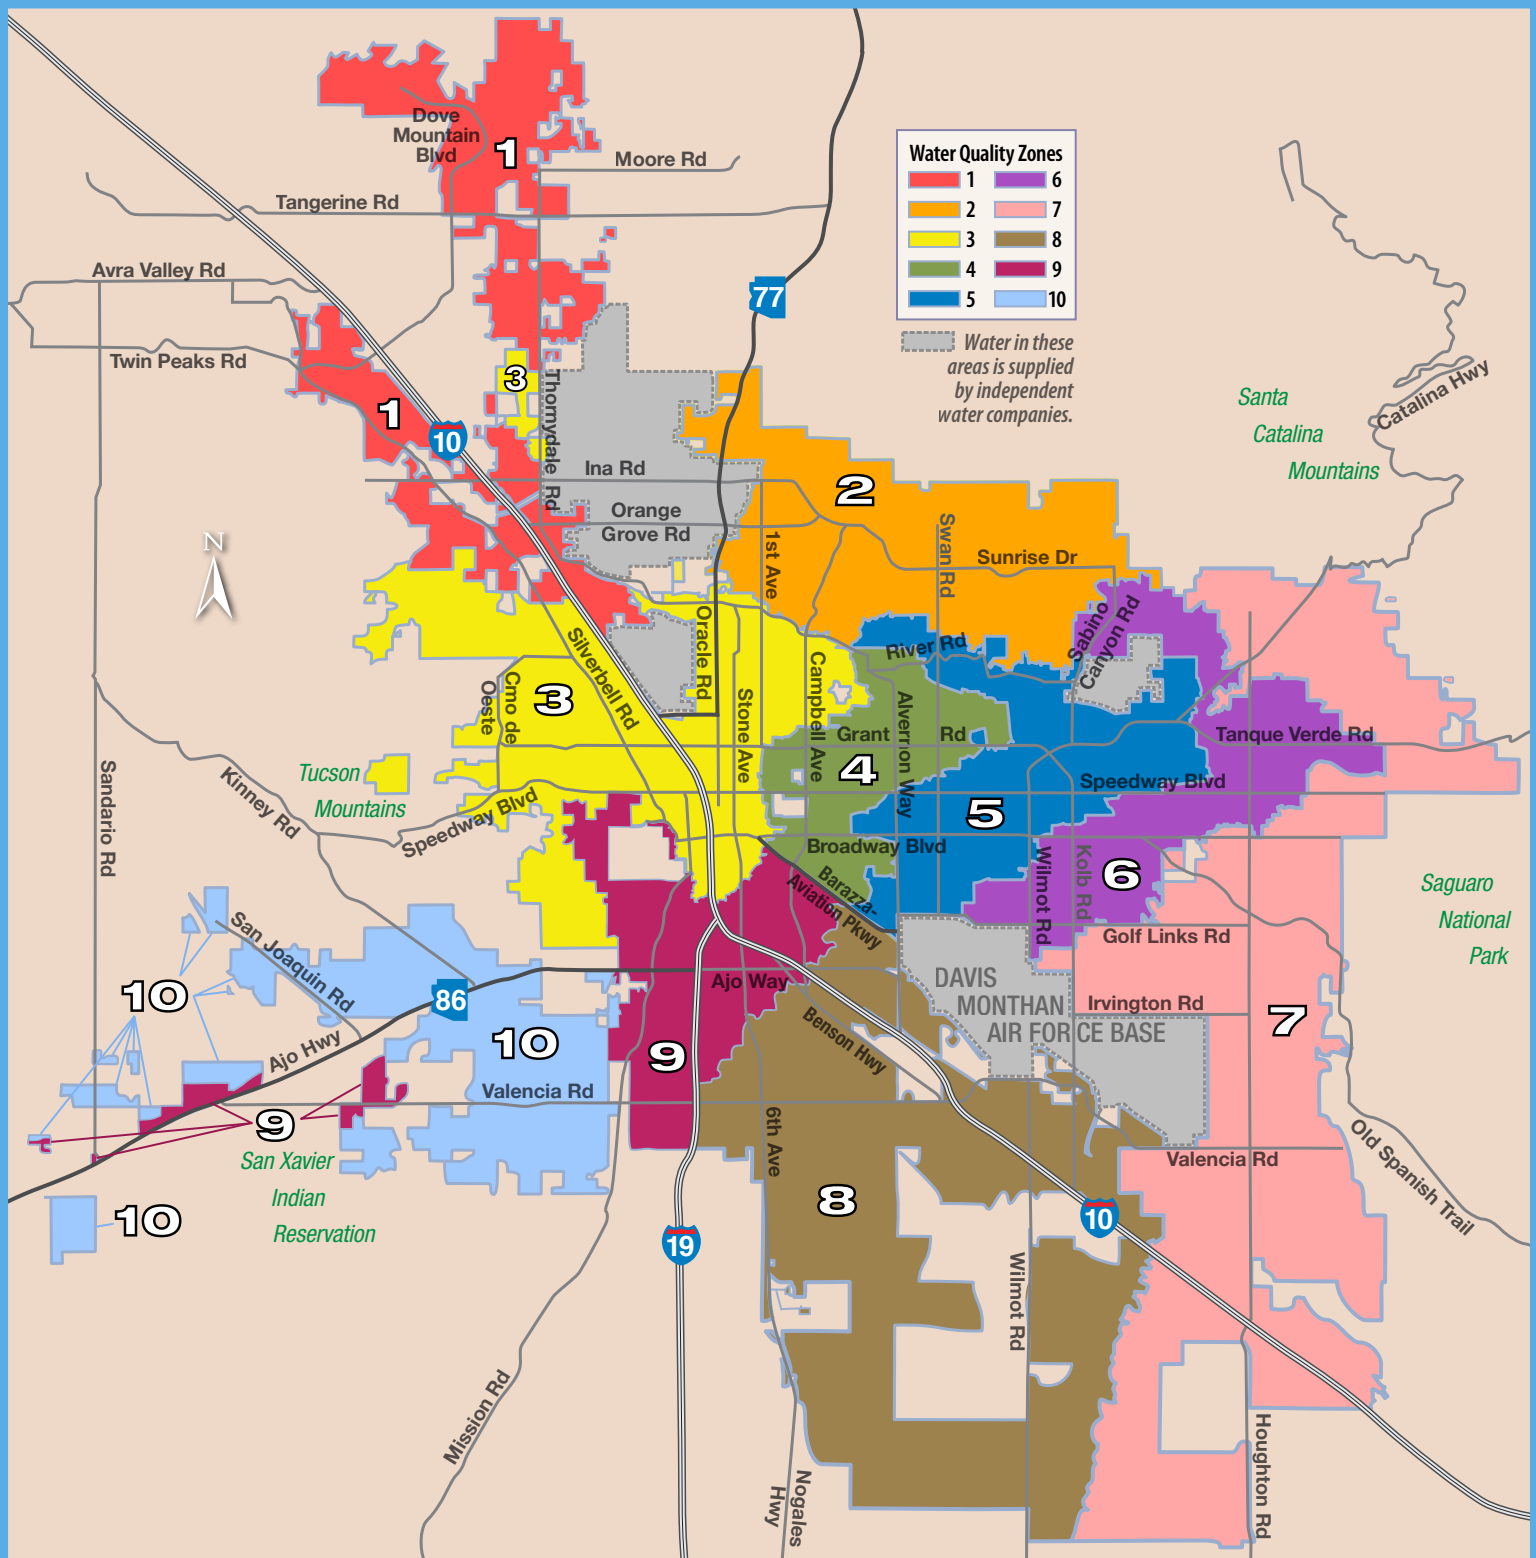 Dove
Mountain
Blvd
1
Moore Rd
Tangerine Rd
Avra Valley Rd
Twin Peaks Rd
77
Water Quality Zones
1 6
2 7
3 8
4 9
5 10
Water in these
areas is supplied
by independent
water companies.
3
1
10
Thornydale Rd
Ina Rd
Orange
Grove Rd
2
1st Ave
Swan Rd
Sunrise Dr
Santa
Catalina
Mountains
Catalina Hwy
N
Silverbell Rd
Oracle Rd
River Rd
Sabino
Canyon Rd
Cmo de
Oeste
3
Stone Ave
Campbell Ave
Alvernon Way
Grant Rd
4
Tanque Verde Rd
Speedway Blvd
5
Tucson
Mountains
Sandario Rd
Kinney Rd
Speedway Blvd
Broadway Blvd
Wilmot Rd
Kolb Rd
6
Barazza-
Aviation Pkwy
Golf Links Rd
Saguaro
National
Park
San Joaquin Rd
10
86
Ajo Hwy
10
Ajo Way
9
Benson Hwy
DAVIS
MONTHAN
AIR FORCE BASE
Irvington Rd
7
Valencia Rd
9
6th Ave
Valencia Rd
Old Spanish Trail
San Xavier
Indian
Reservation
10
8
10
19
Wilmot Rd
Mission Rd
Nogales
Hwy
Houghton Rd